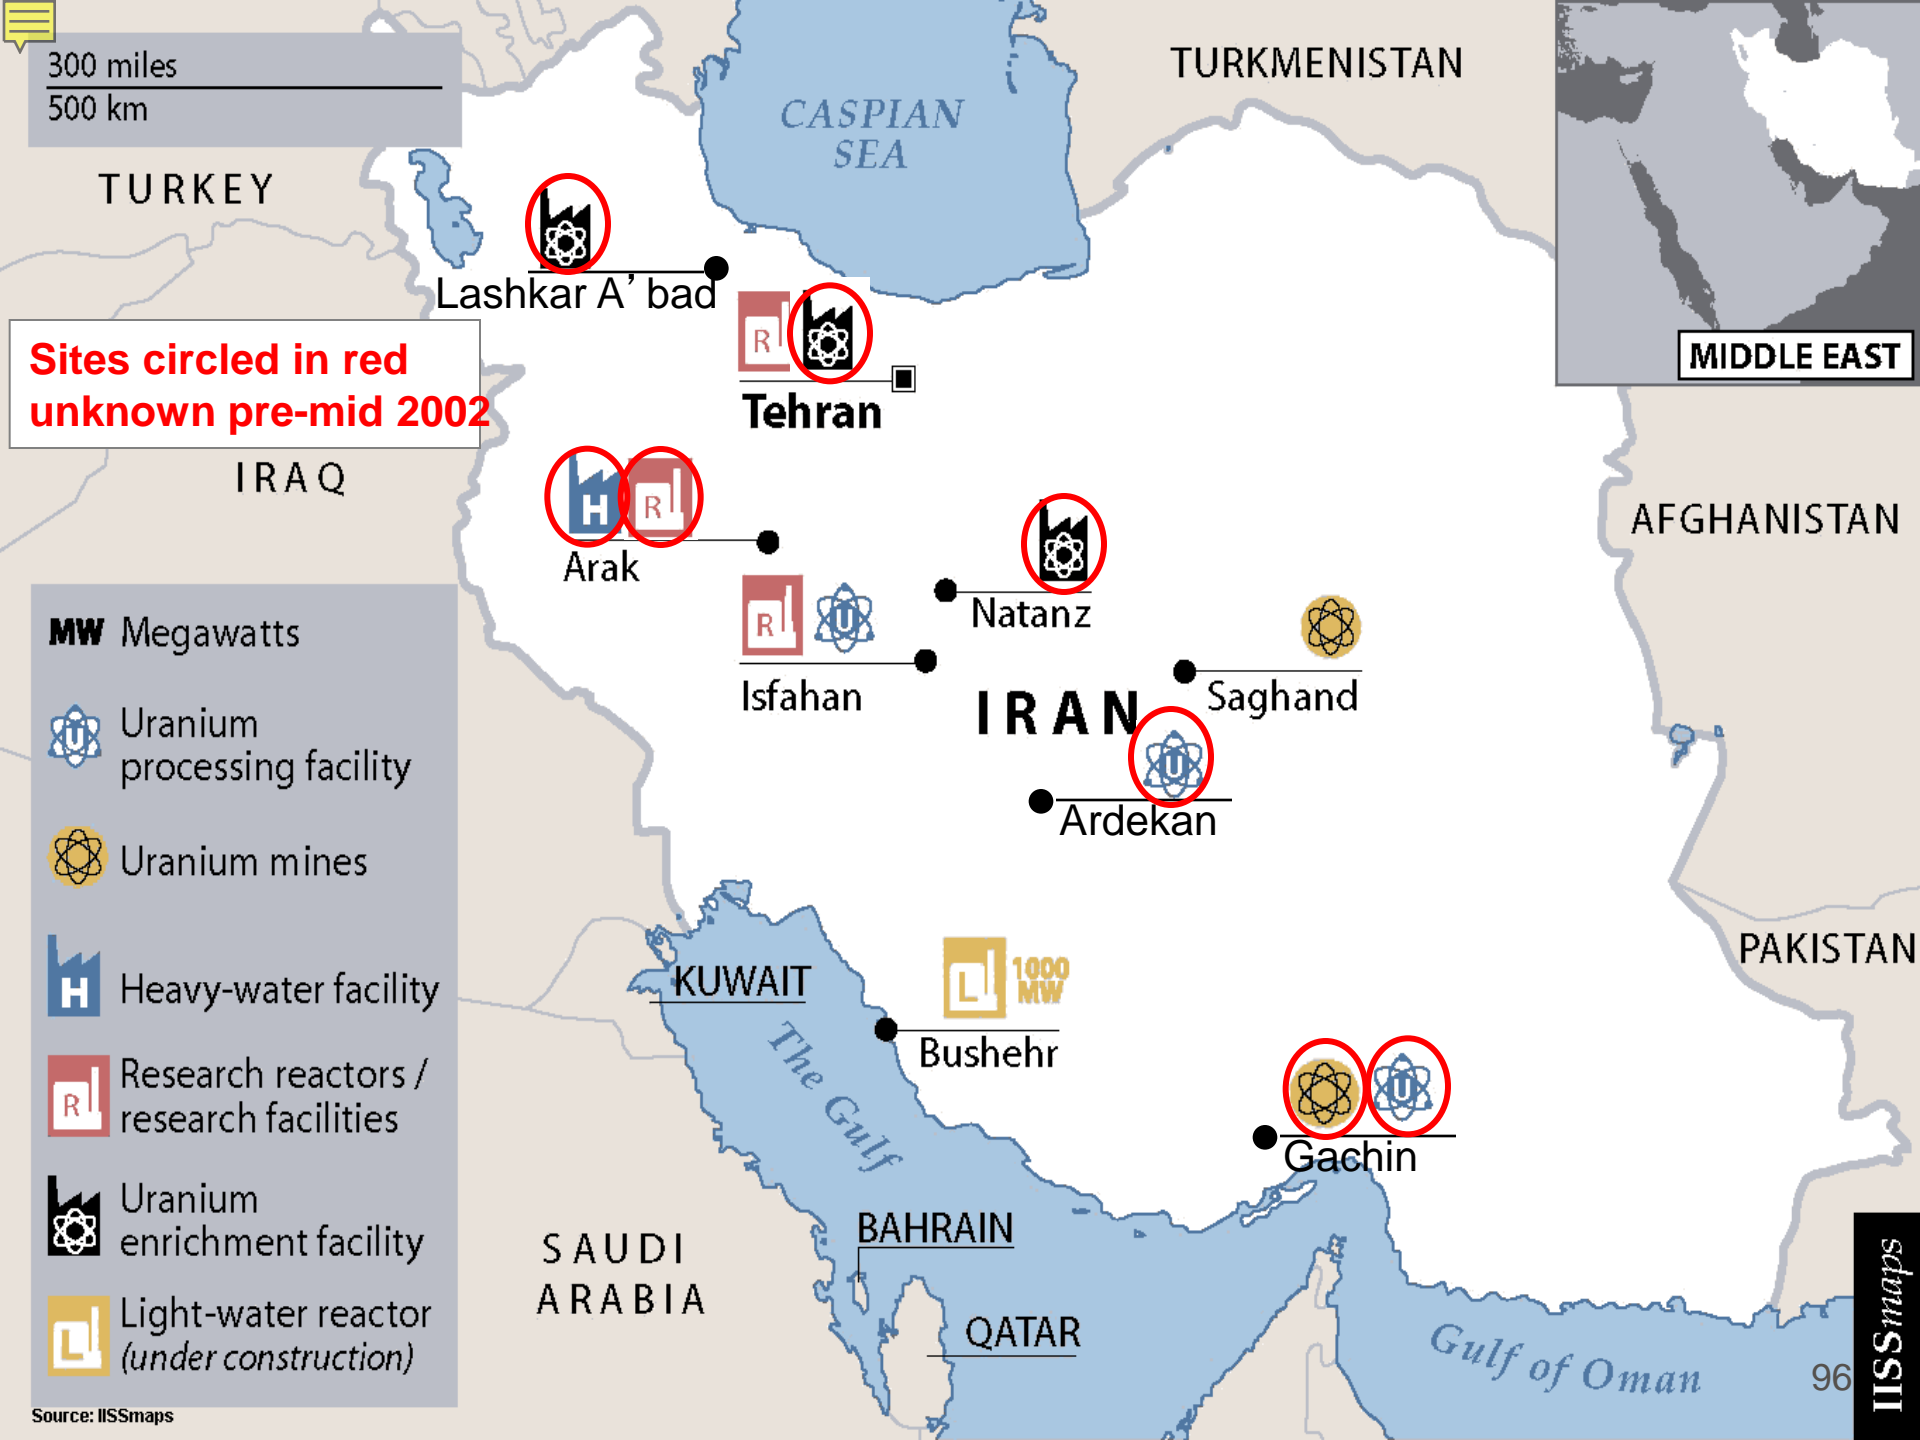 300 miles
500 km
TURKMENISTAN
CASPIAN
SEA
TURKEY
Lashkar A’ bad
R
MIDDLE EAST
Sites circled in red
unknown pre-mid 2002
Tehran
IRAQ
H R
Arak
AFGHANISTAN
Natanz
R U
Isfahan
Saghand
IRAN
U
Ardekan
MW Megawatts
U
Uranium
processing facility
Uranium mines
H
Heavy-water facility
R
Research reactors /
research facilities
Uranium
enrichment facility
L
Light-water reactor
(under construction)
Source: IISSmaps
PAKISTAN
KUWAIT
L 1000
MW
Bushehr
The Gulf
U
Gachin
BAHRAIN
SAUDI
ARABIA
QATAR
Gulf of Oman
96
IISSmaps